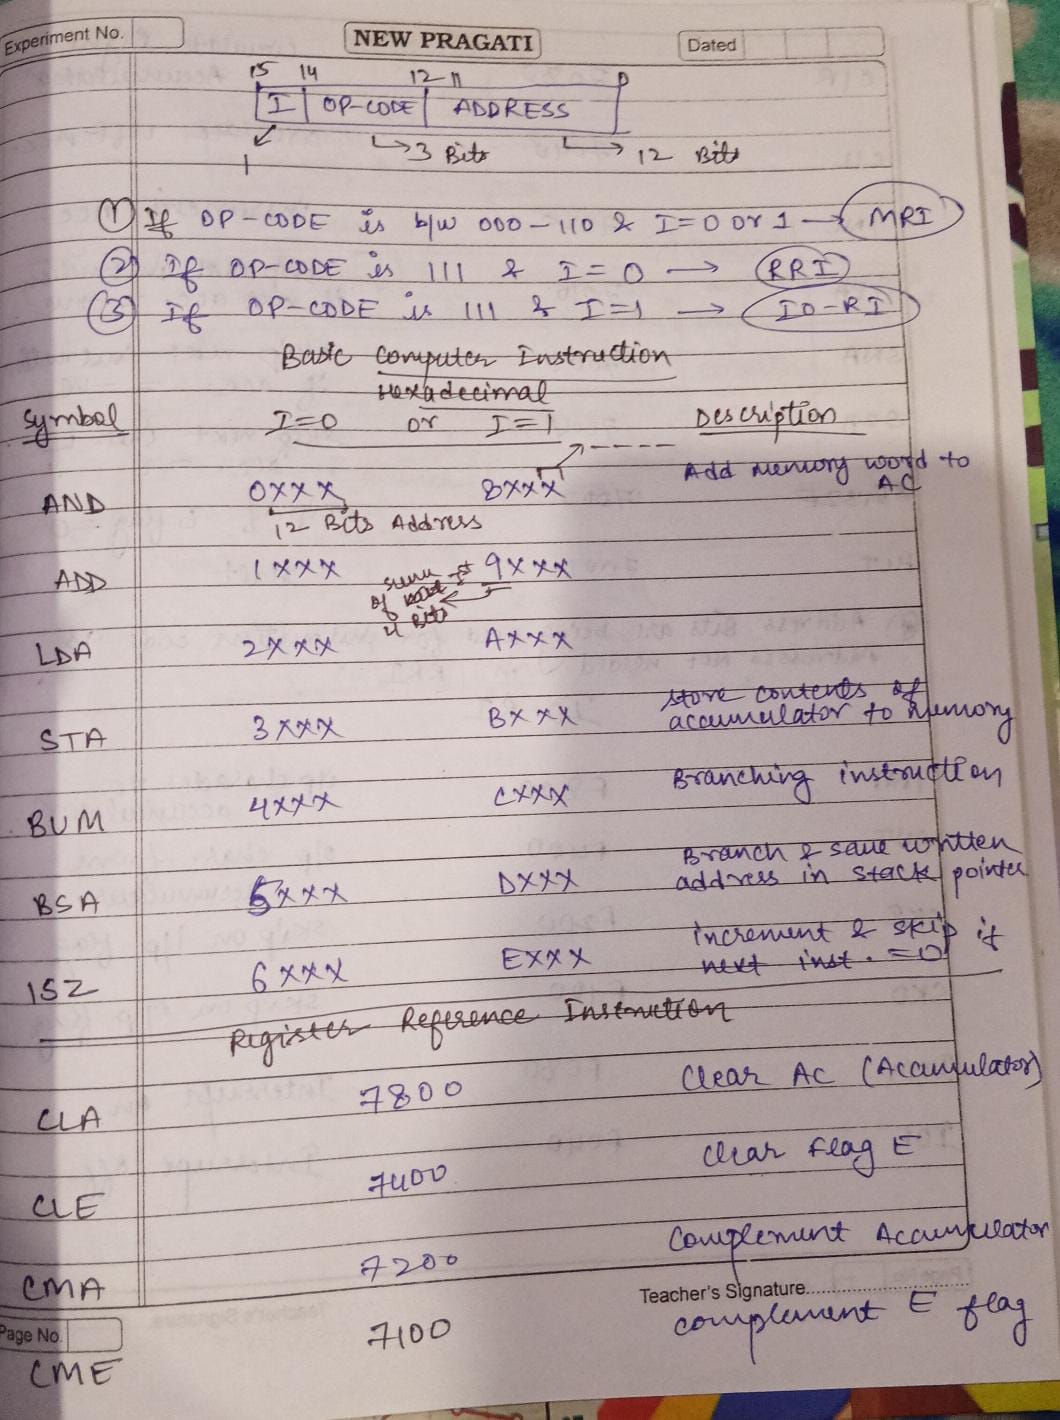 Experiment No.
NEW PRAGATI
Dated
15 14 12 11 0
I OP-CODE ADDRESS
1 3 Bits 12 Bits
① If OP-CODE is b/w 000-110 & I=0 or 1 → MRI
② If OP-CODE is 111 & I=0 → RRI
③ If OP-CODE is 111 & I=1 → IO-RI
Basic Computer Instruction
Hexadecimal
Symbol I=0 or I=1 Description
AND 0XXX 8XXX Add memory word to AC
12 Bits Address
ADD 1XXX 9XXX
of
4 Bits
LDA 2XXX AXXX
STA 3XXX BXXX store contents of accumulator to Memory
BUM 4XXX CXXX Branching instruction
BSA 5XXX DXXX Branch & save written address in stack pointer
ISZ 6XXX EXXX increment & skip if next inst. =0
Register Reference Instruction
CLA 7800 Clear AC (Accumulator)
CLE 7400 Clear flag E
CMA 7200 Complement Accumulator
Teacher's Signature
Page No.
CME 7100 complement E flag